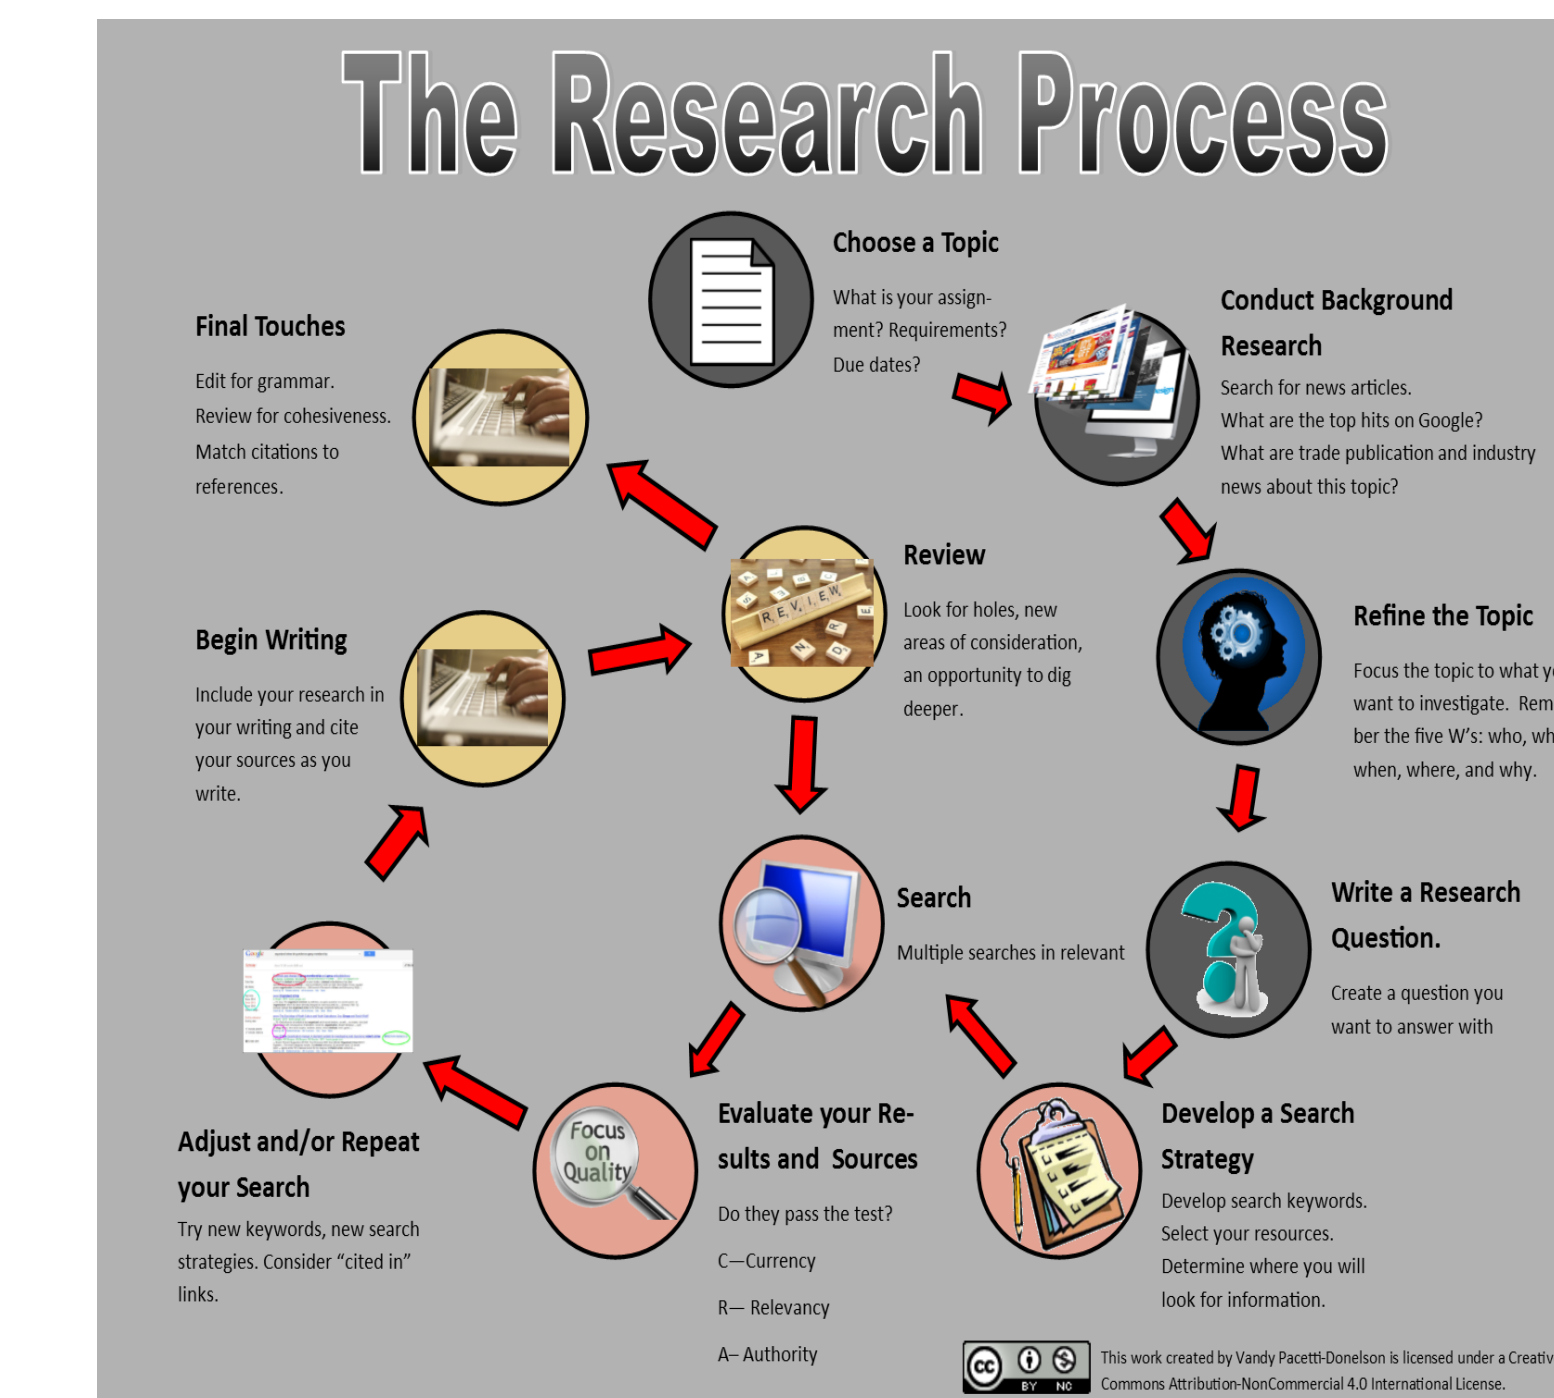 The Research Process
Choose a Topic
What is your assign-
ment? Requirements?
Due dates?
Conduct Background
Research
Search for news articles.
What are the top hits on Google?
What are trade publication and industry
news about this topic?
Refine the Topic
Focus the topic to what
want to investigate. Rem
ber the five W's: who, wh
when, where, and why.
Write a Research
Question.
Create a question you
want to answer with
Develop a Search
Strategy
Develop search keywords.
Select your resources.
Determine where you will
look for information.
Search
Multiple searches in relevant
Evaluate your Re-
sults and Sources
Do they pass the test?
C—Currency
R— Relevancy
A– Authority
Focus
on
Quality
Adjust and/or Repeat
your Search
Try new keywords, new search
strategies. Consider “cited in”
links.
Google
Begin Writing
Include your research in
your writing and cite
your sources as you
write.
Review
Look for holes, new
areas of consideration,
an opportunity to dig
deeper.
REVIEW
Final Touches
Edit for grammar.
Review for cohesiveness.
Match citations to
references.
cc
BY NC
This work created by Vandy Pacetti-Donelson is licensed under a Creativ
Commons Attribution-NonCommercial 4.0 International License.